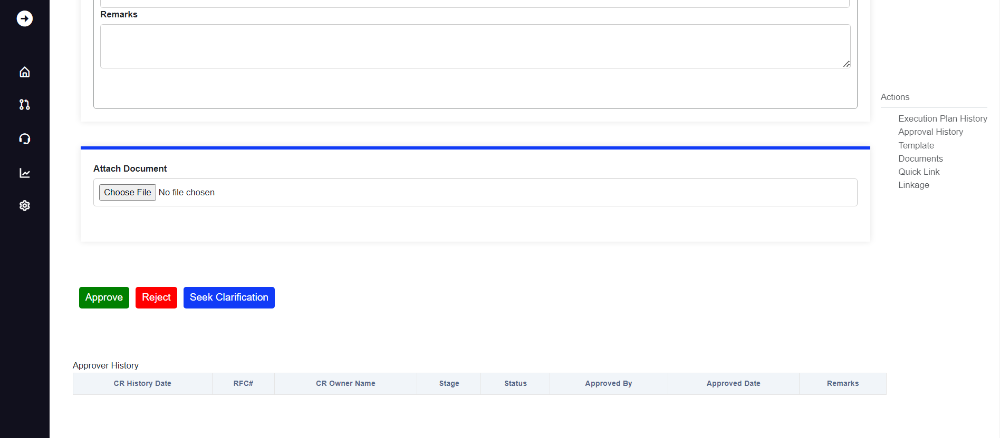 Remarks
Actions
Execution Plan History
Approval History
Template
Documents
Quick Link
Linkage
Attach Document
Choose File No file chosen
Approve Reject Seek Clarification
Approver History
CR History Date RFC# CR Owner Name Stage Status Approved By Approved Date Remarks